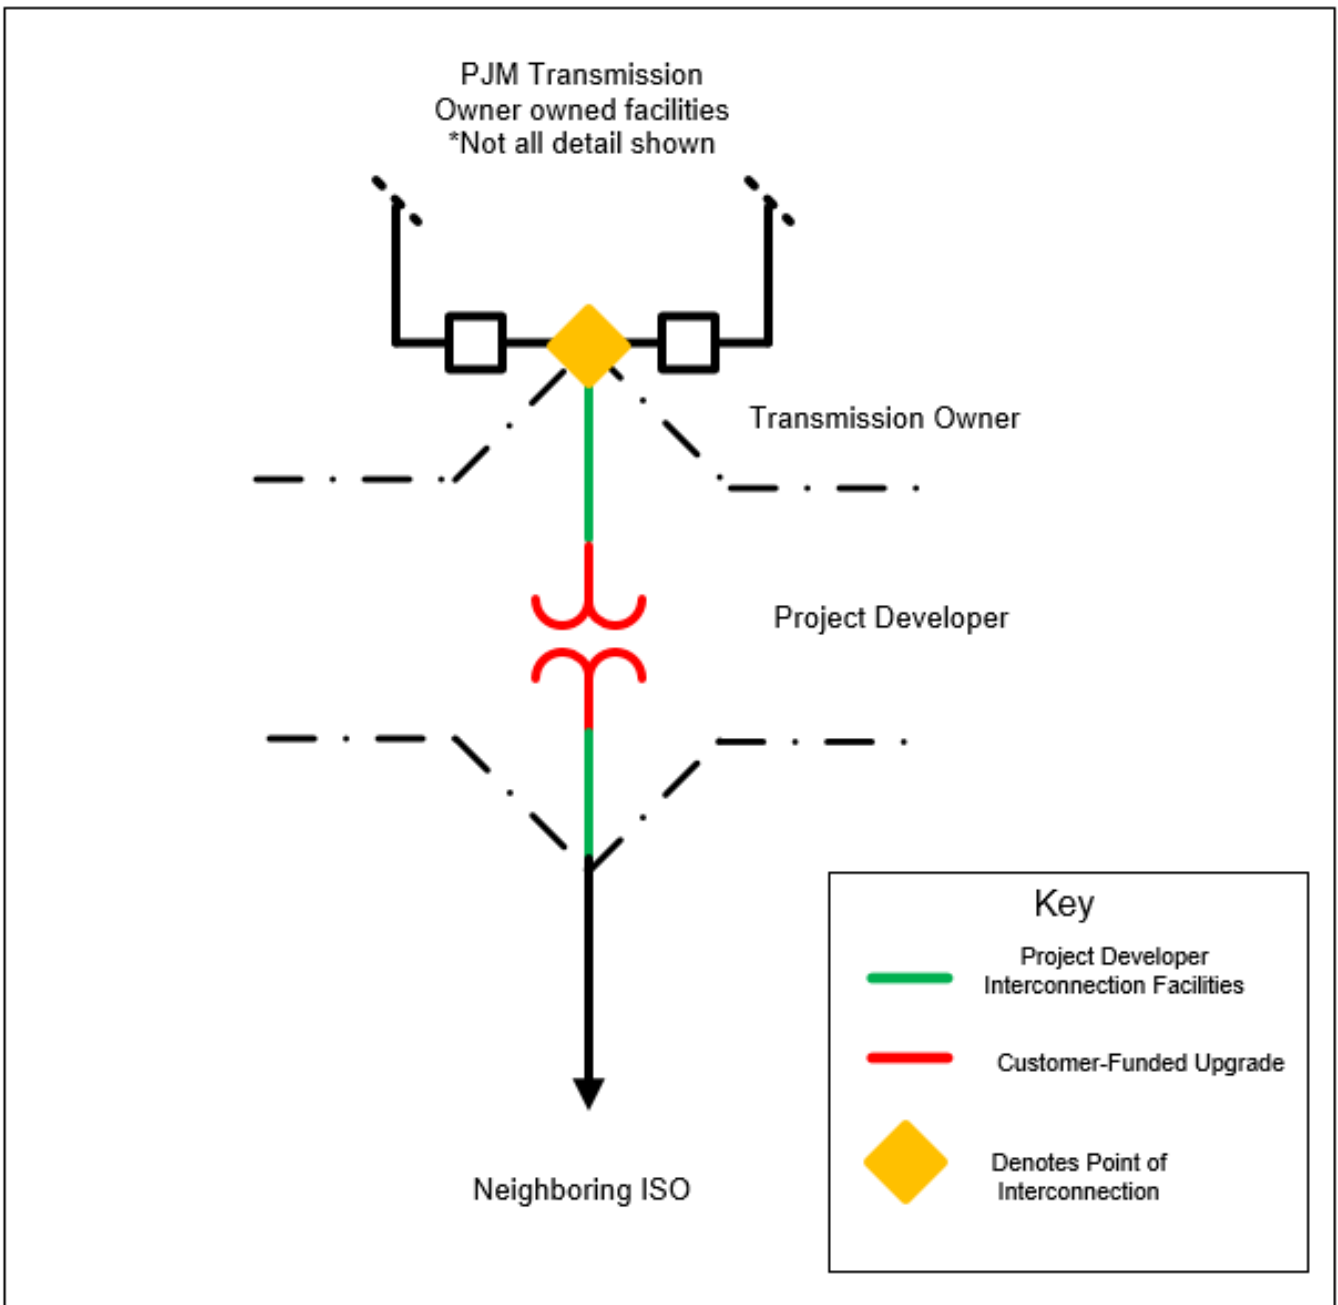 PJM Transmission
Owner owned facilities
*Not all detail shown
Transmission Owner
Project Developer
Neighboring ISO
Key
Project Developer
Interconnection Facilities
Customer-Funded Upgrade
Denotes Point of
Interconnection